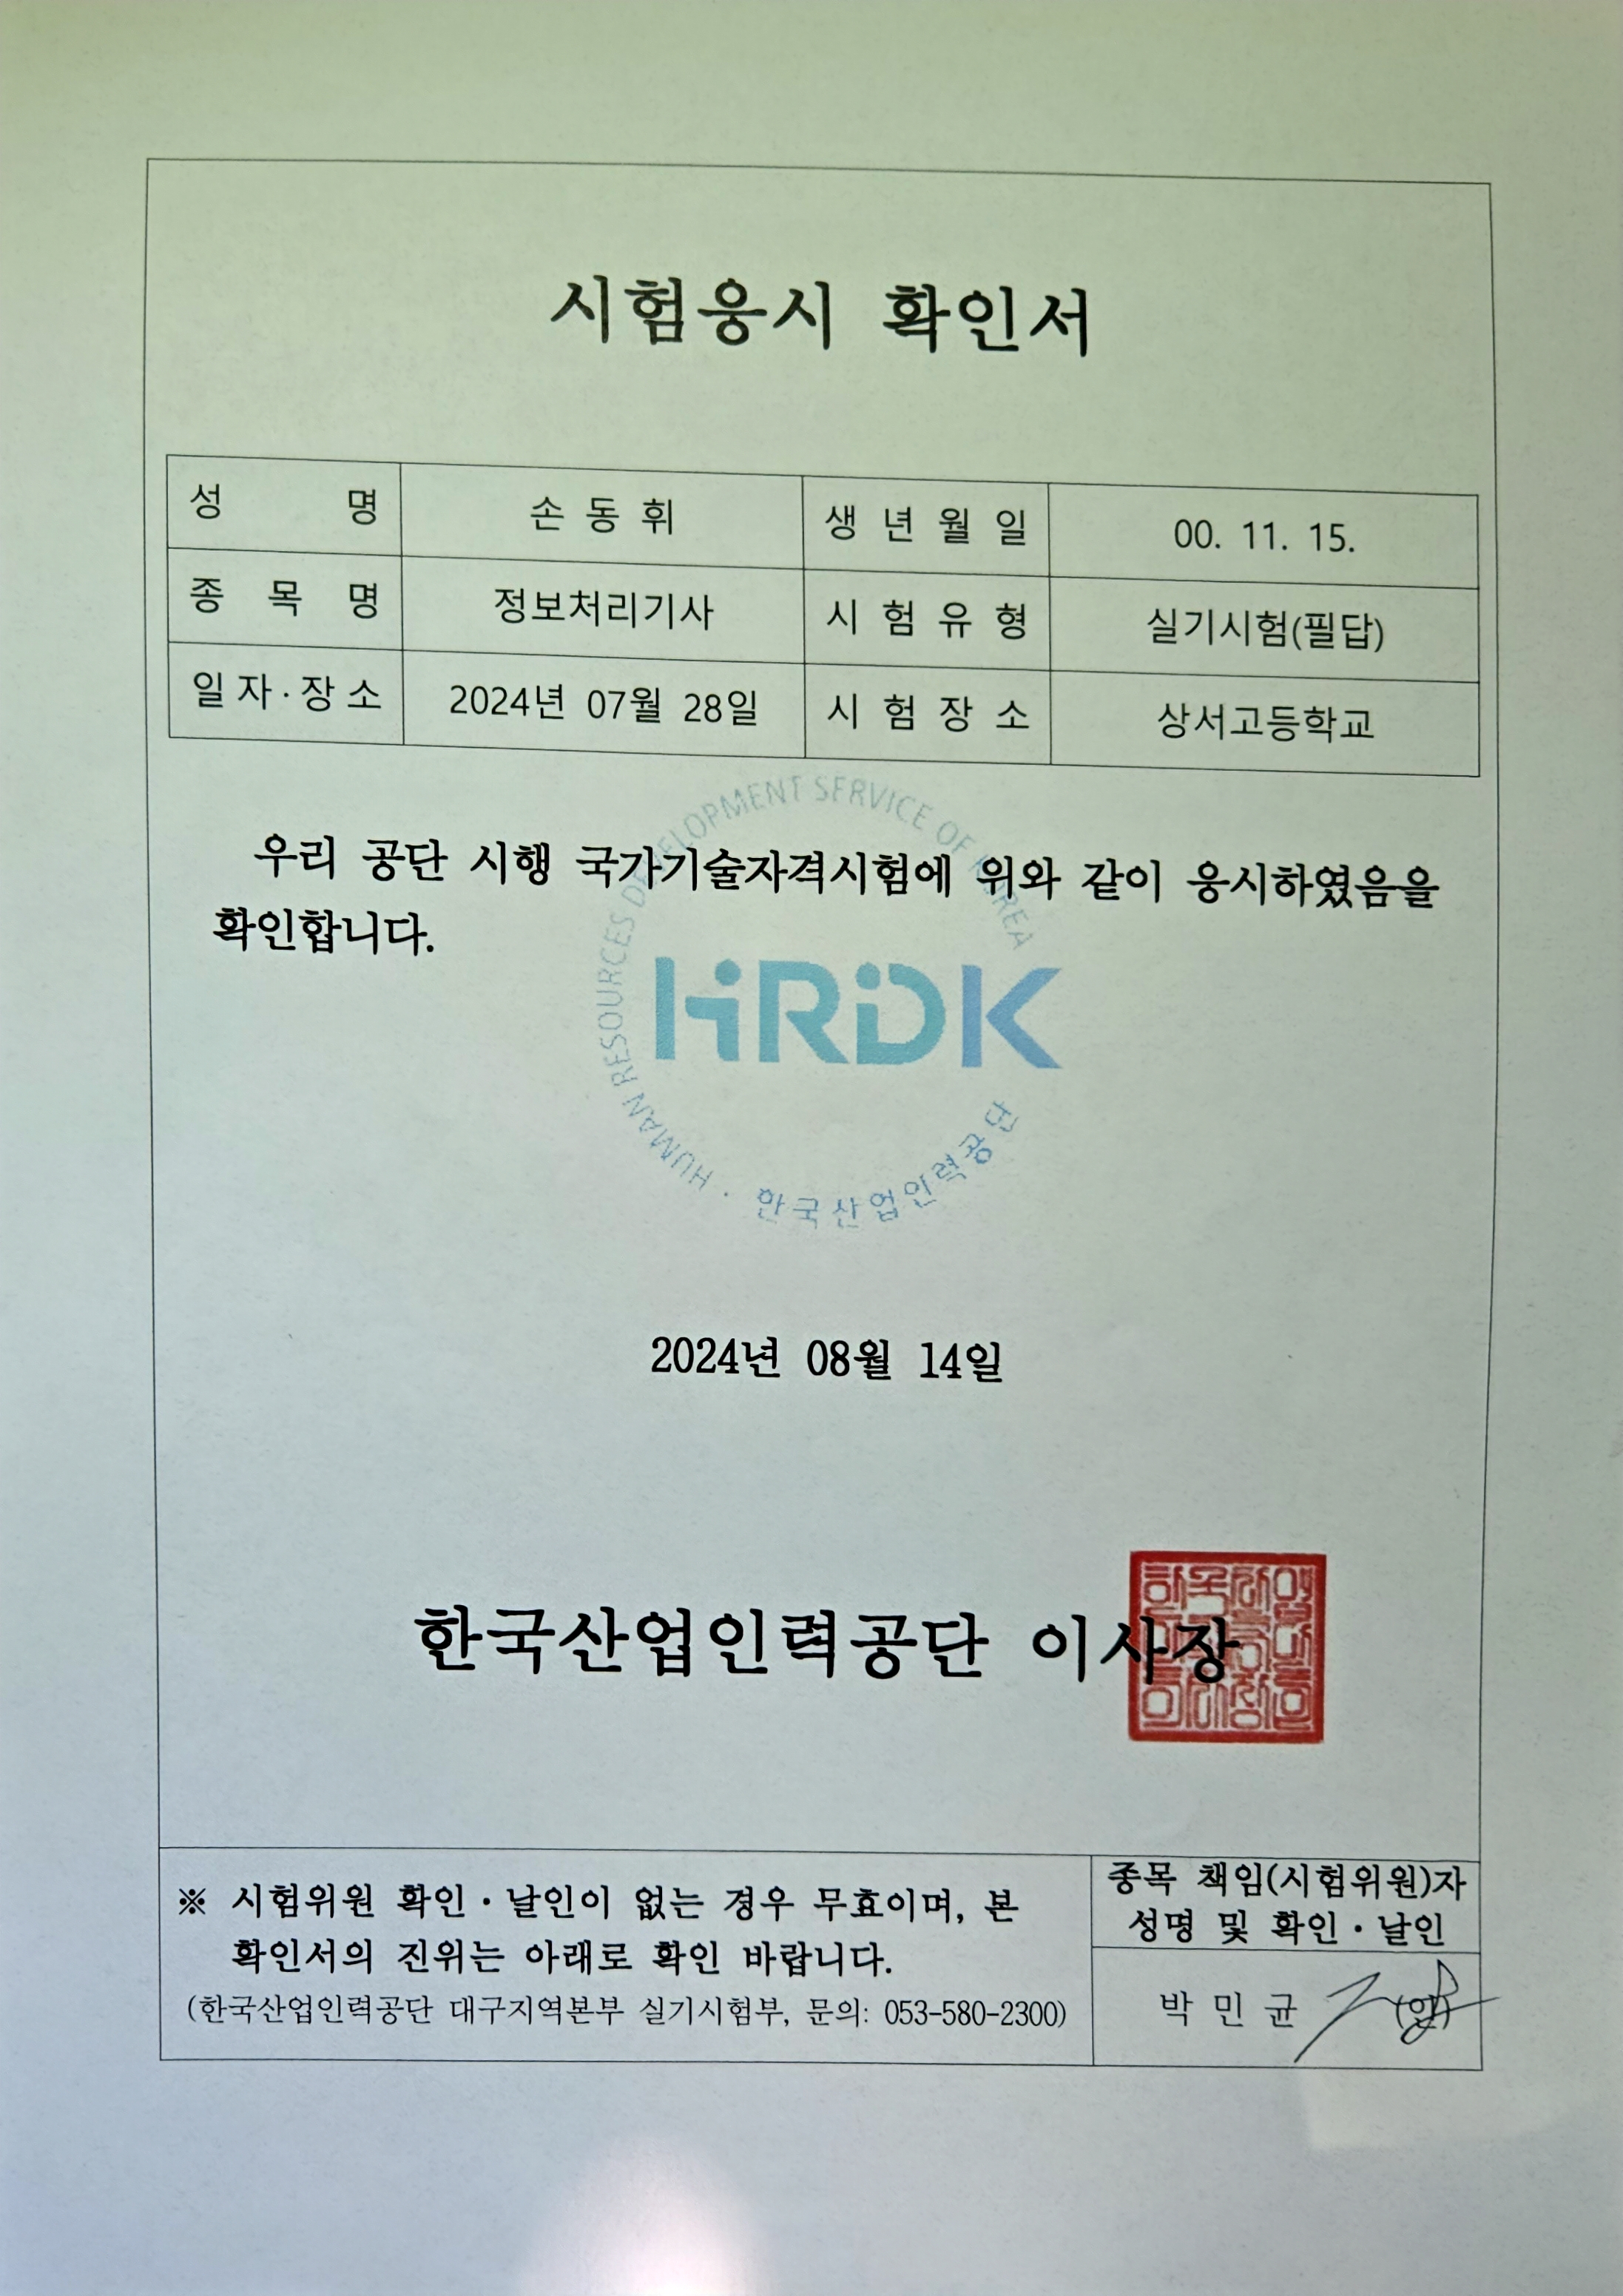 시험응시 확인서
성 명 손 동 휘 생 년 월 일 00. 11. 15.
종 목 명 정보처리기사 시 험 유 형 실기시험(필답)
일 자 · 장 소 2024년 07월 28일 시 험 장 소 상서고등학교
우리 공단 시행 국가기술자격시험에 위와 같이 응시하였음을
확인합니다.
HUMAN RESOURCES DEVELOPMENT SERVICE OF KOREA
HRDK
· 한국산업인력공단
2024년 08월 14일
한국산업인력공단 이사장
※ 시험위원 확인 · 날인이 없는 경우 무효이며, 본
확인서의 진위는 아래로 확인 바랍니다.
(한국산업인력공단 대구지역본부 실기시험부, 문의: 053-580-2300)
종목 책임(시험위원)자
성명 및 확인 · 날인
박 민 균 (인)